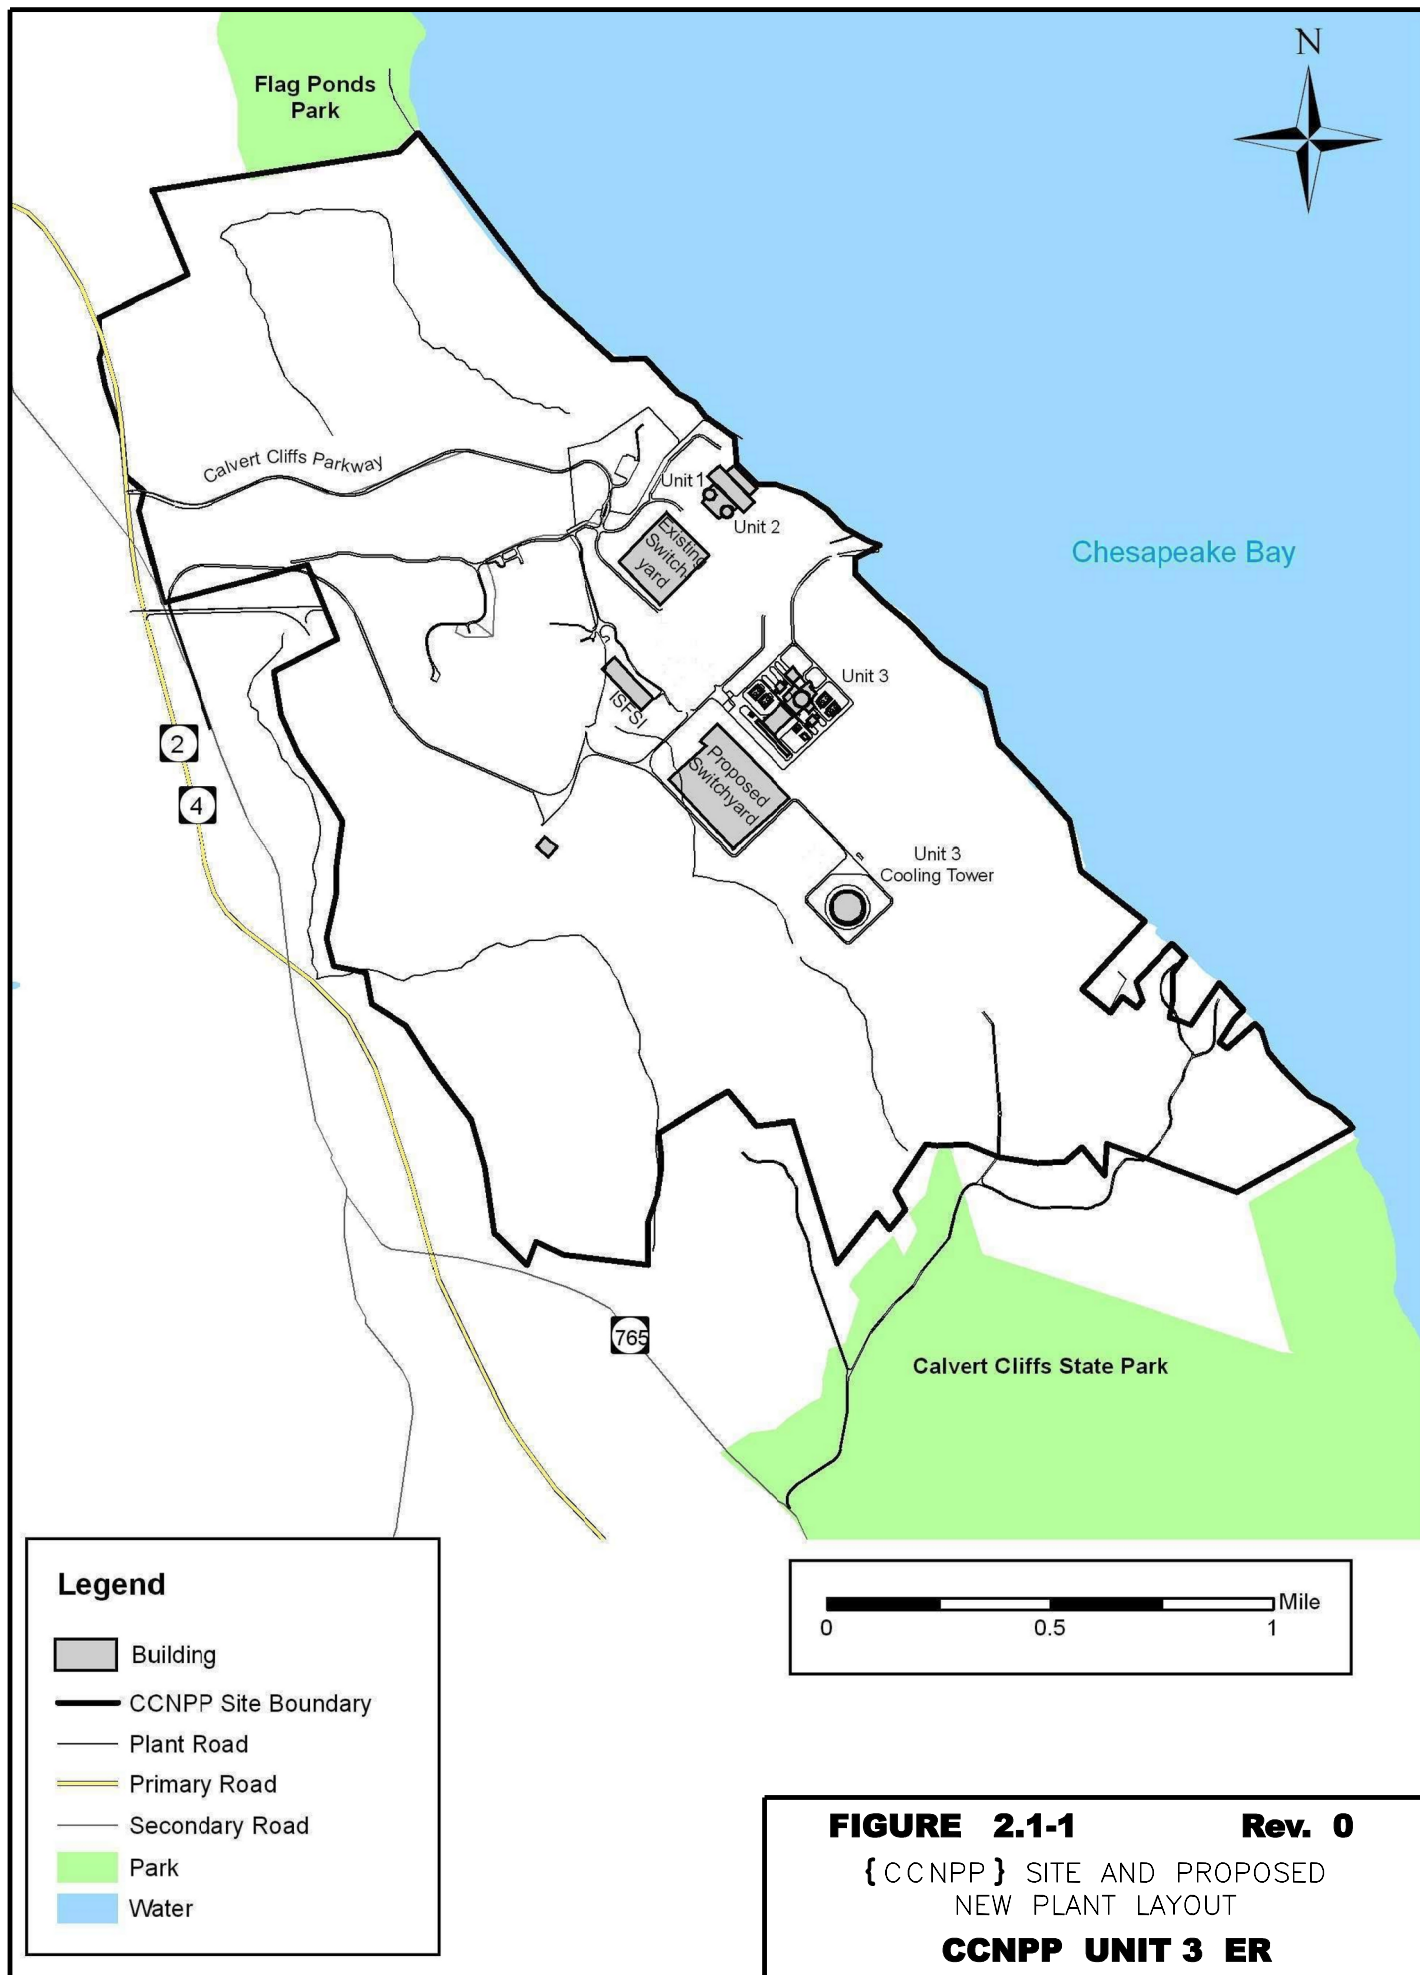 Flag Ponds
Park
N
Calvert Cliffs Parkway
Unit 1
Unit 2
Existing
Switch-
yard
Chesapeake Bay
ISFSI
Unit 3
2
4
Proposed
Switchyard
Unit 3
Cooling Tower
765
Calvert Cliffs State Park
Legend
Building
CCNPP Site Boundary
Plant Road
Primary Road
Secondary Road
Park
Water
Mile
0 0.5 1
FIGURE 2.1-1 Rev. 0
{CCNPP} SITE AND PROPOSED
NEW PLANT LAYOUT
CCNPP UNIT 3 ER